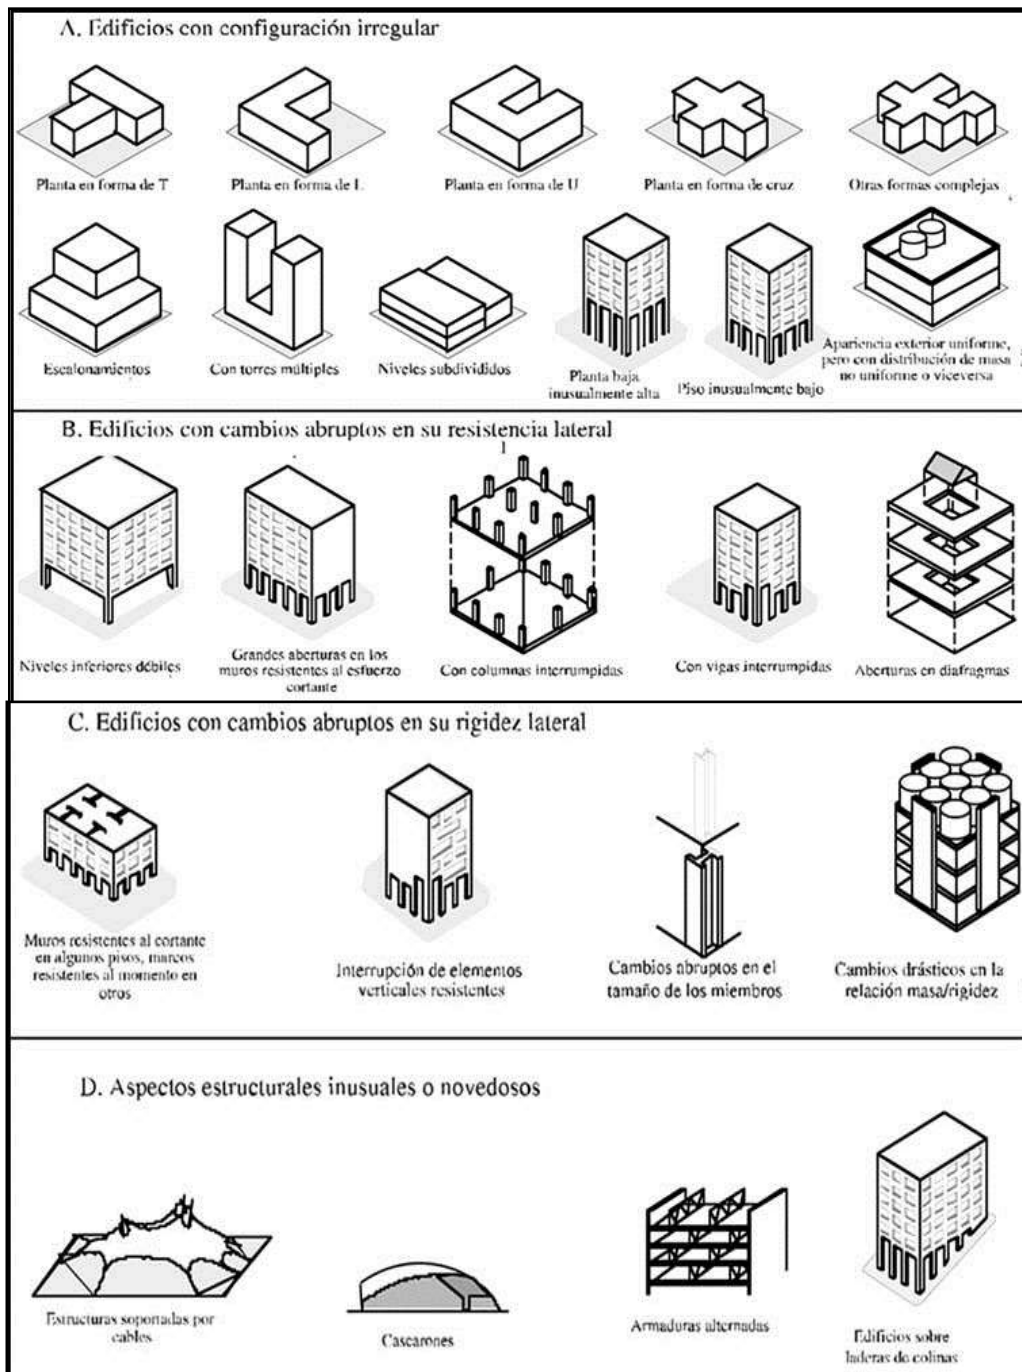 A. Edificios con configuración irregular
Planta en forma de T
Planta en forma de L
Planta en forma de U
Planta en forma de cruz
Otras formas complejas
Escalonamientos
Con torres múltiples
Niveles subdivididos
Planta baja
inusualmente alta
Piso inusualmente bajo
Apariencia exterior uniforme,
pero con distribución de masa
no uniforme o viceversa
B. Edificios con cambios abruptos en su resistencia lateral
Niveles inferiores débiles
Grandes aberturas en los
muros resistentes al esfuerzo
cortante
Con columnas interrumpidas
Con vigas interrumpidas
Aberturas en diafragmas
C. Edificios con cambios abruptos en su rigidez lateral
Muros resistentes al cortante
en algunos pisos, marcos
resistentes al momento en
otros
Interrupción de elementos
verticales resistentes
Cambios abruptos en el
tamaño de los miembros
Cambios drásticos en la
relación masa/rigidez
D. Aspectos estructurales inusuales o novedosos
Estructuras soportadas por
cables
Cascarones
Armaduras alternadas
Edificios sobre
laderas de colinas